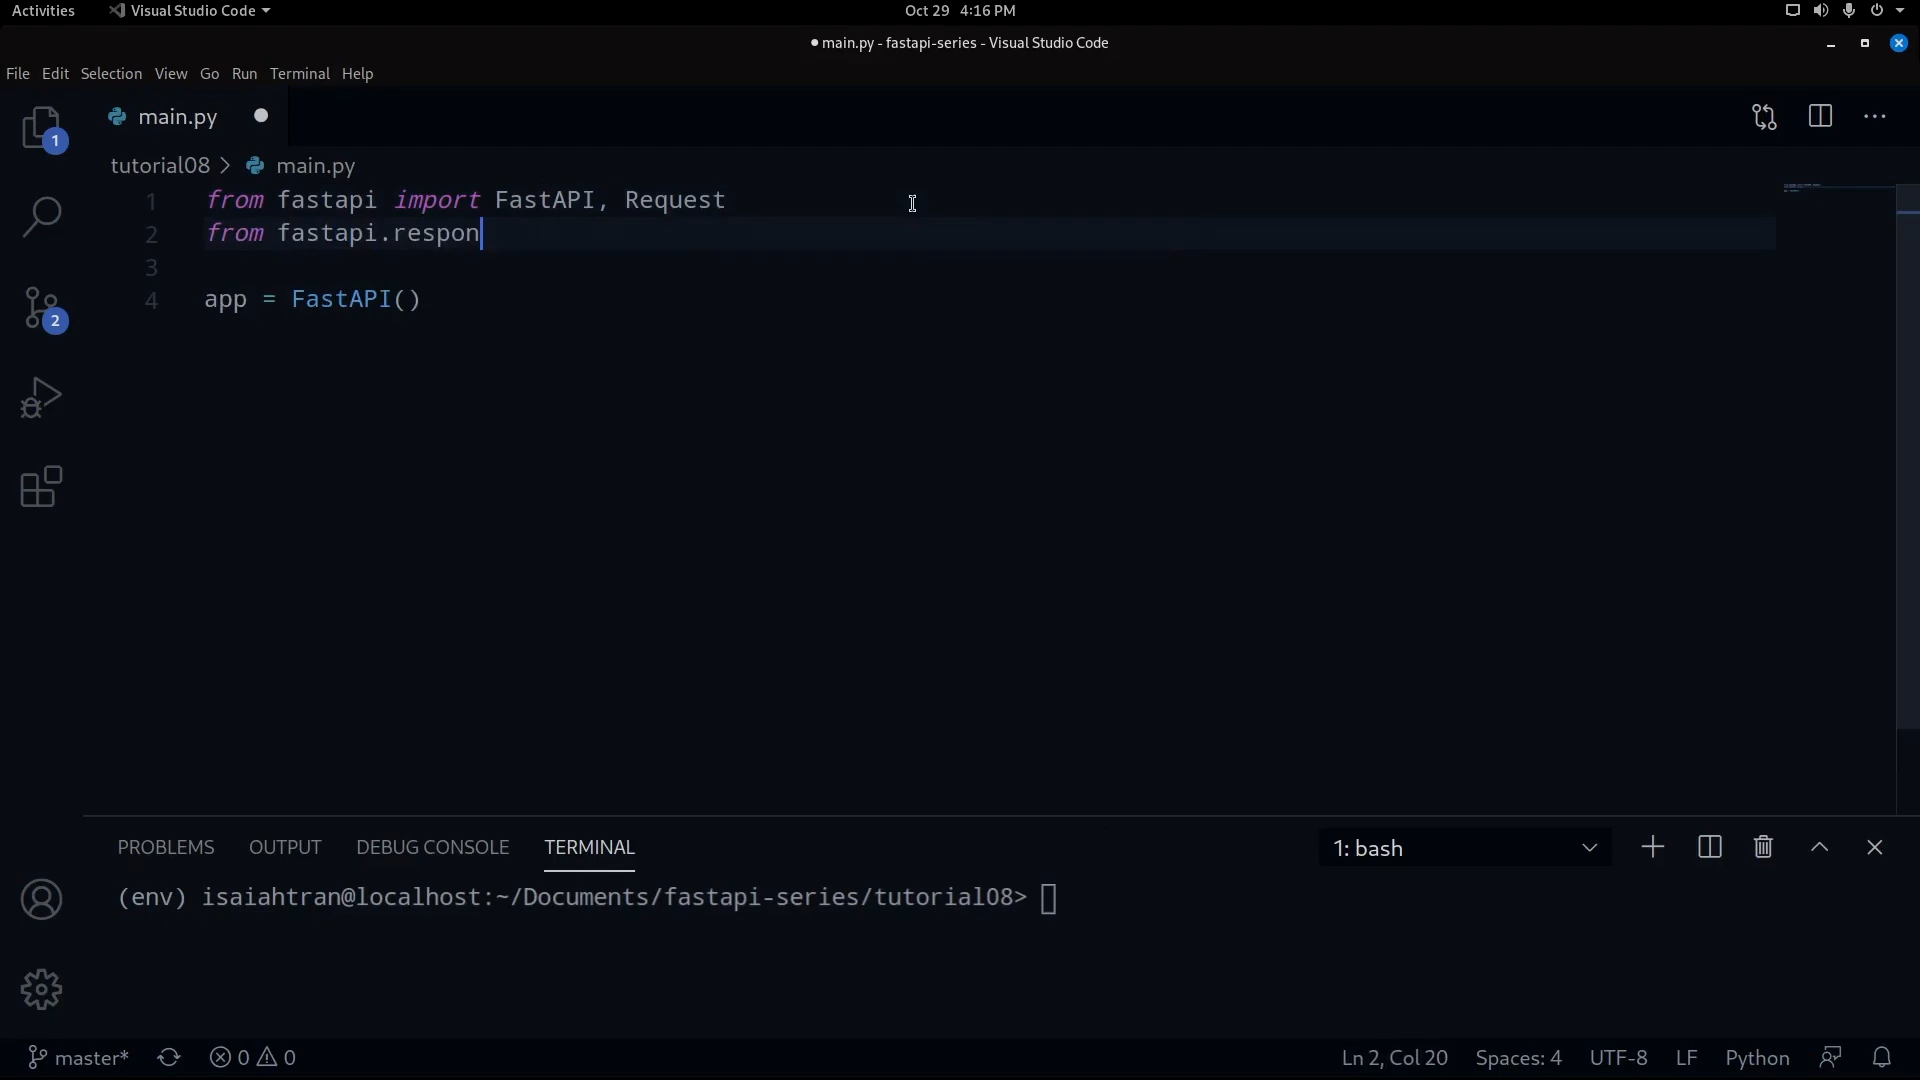 Activities Visual Studio Code Oct 29 4:16 PM
main.py - fastapi-series - Visual Studio Code
File Edit Selection View Go Run Terminal Help
1 main.py
tutorial08 > main.py
1 from fastapi import FastAPI, Request
2 from fastapi.respon
3
4 app = FastAPI()
2
PROBLEMS OUTPUT DEBUG CONSOLE TERMINAL 1: bash
(env) isaiahtran@localhost:~/Documents/fastapi-series/tutorial08>
master* 0 0 Ln 2, Col 20 Spaces: 4 UTF-8 LF Python